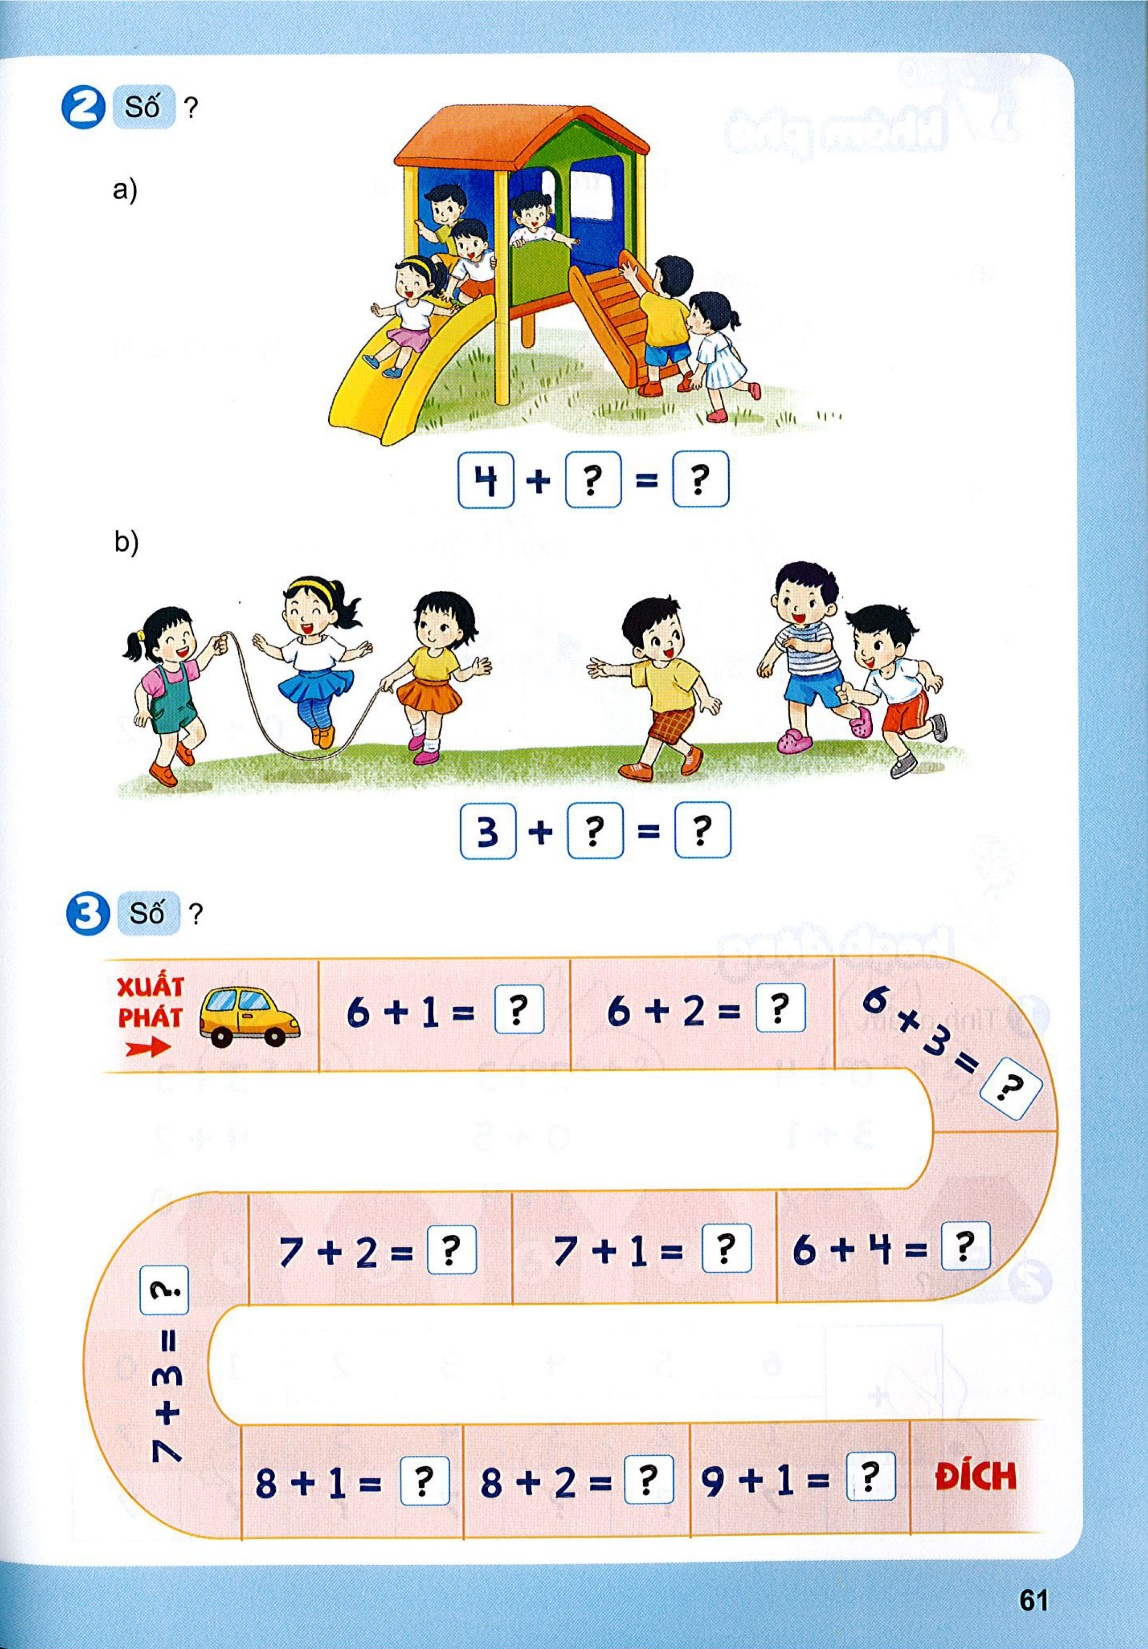 2 Số ?
a)
4 + ? = ?
b)
3 + ? = ?
3 Số ?
XUẤT
PHÁT
6 + 1 = ?
6 + 2 = ?
6 + 3 = ?
6 + 4 = ?
7 + 1 = ?
7 + 2 = ?
7 + 3 = ?
8 + 1 = ?
8 + 2 = ?
9 + 1 = ?
ĐÍCH
61